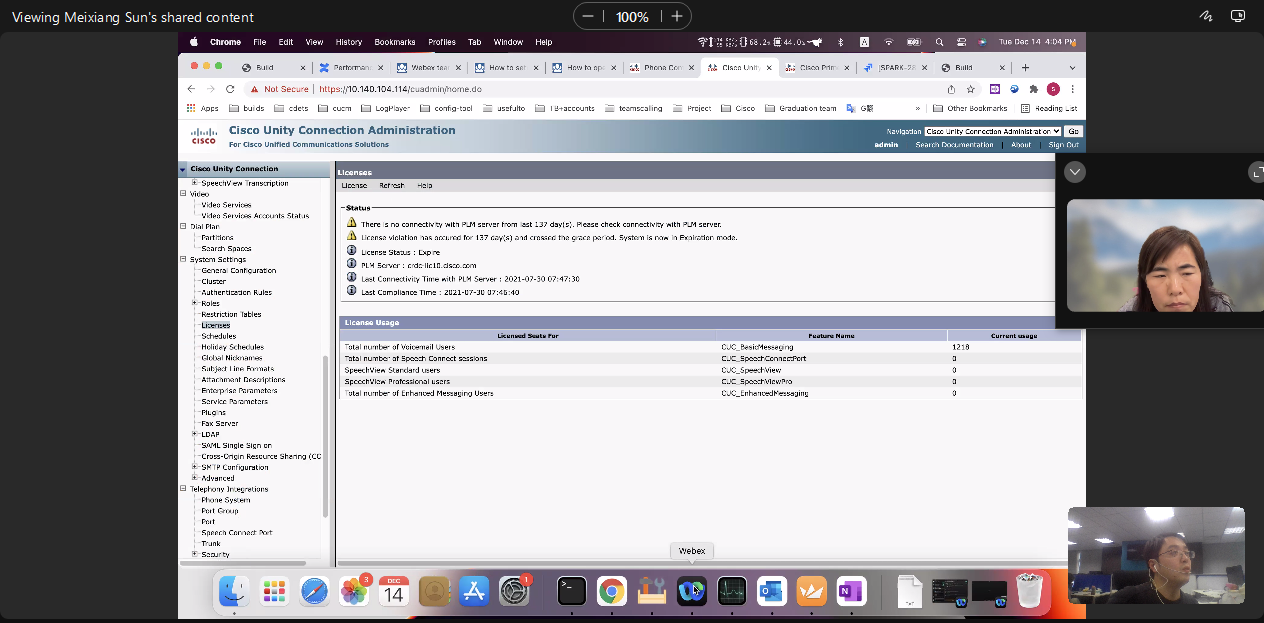 Viewing Meixiang Sun's shared content
100%
Chrome File Edit View History Bookmarks Profiles Tab Window Help
68.2% 44.0% Tue Dec 14 4:04 PM
Build Performan Webex tea How to set How to ope Phone Con Cisco Unity Cisco Prim [SPARK-28 Build
Not Secure https://10.140.104.114/cuadmin/home.do
Apps builds cdets cucm LogPlayer config-tool usefulto TB+accounts teamscalling Project Cisco Graduation team » Other Bookmarks Reading List
CISCO
Cisco Unity Connection Administration
For Cisco Unified Communications Solutions
Navigation Cisco Unity Connection Administration Go
admin Search Documentation About Sign Out
Cisco Unity Connection
SpeechView Transcription
Video
Video Services
Video Services Accounts Status
Dial Plan
Partitions
Search Spaces
System Settings
General Configuration
Cluster
Authentication Rules
Roles
Restriction Tables
Licenses
Schedules
Holiday Schedules
Global Nicknames
Subject Line Formats
Attachment Descriptions
Enterprise Parameters
Service Parameters
Plugins
Fax Server
LDAP
SAML Single Sign on
Cross-Origin Resource Sharing (CO
SMTP Configuration
Advanced
Telephony Integrations
Phone System
Port Group
Port
Speech Connect Port
Trunk
Security
Licenses
License Refresh Help
Status
There is no connectivity with PLM server from last 137 day(s). Please check connectivity with PLM server.
License violation has occured for 137 day(s) and crossed the grace period. System is now in Expiration mode.
License Status : Expire
PLM Server : crdc-lic10.cisco.com
Last Connectivity Time with PLM Server : 2021-07-30 07:47:30
Last Compliance Time : 2021-07-30 07:46:40
License Usage
Licensed Seats For Feature Name Current usage
Total number of Voicemail Users CUC_BasicMessaging 1218
Total number of Speech Connect sessions CUC_SpeechConnectPort 0
SpeechView Standard users CUC_SpeechView 0
SpeechView Professional users CUC_SpeechViewPro 0
Total number of Enhanced Messaging Users CUC_EnhancedMessaging 0
Webex
3
DEC
14
1